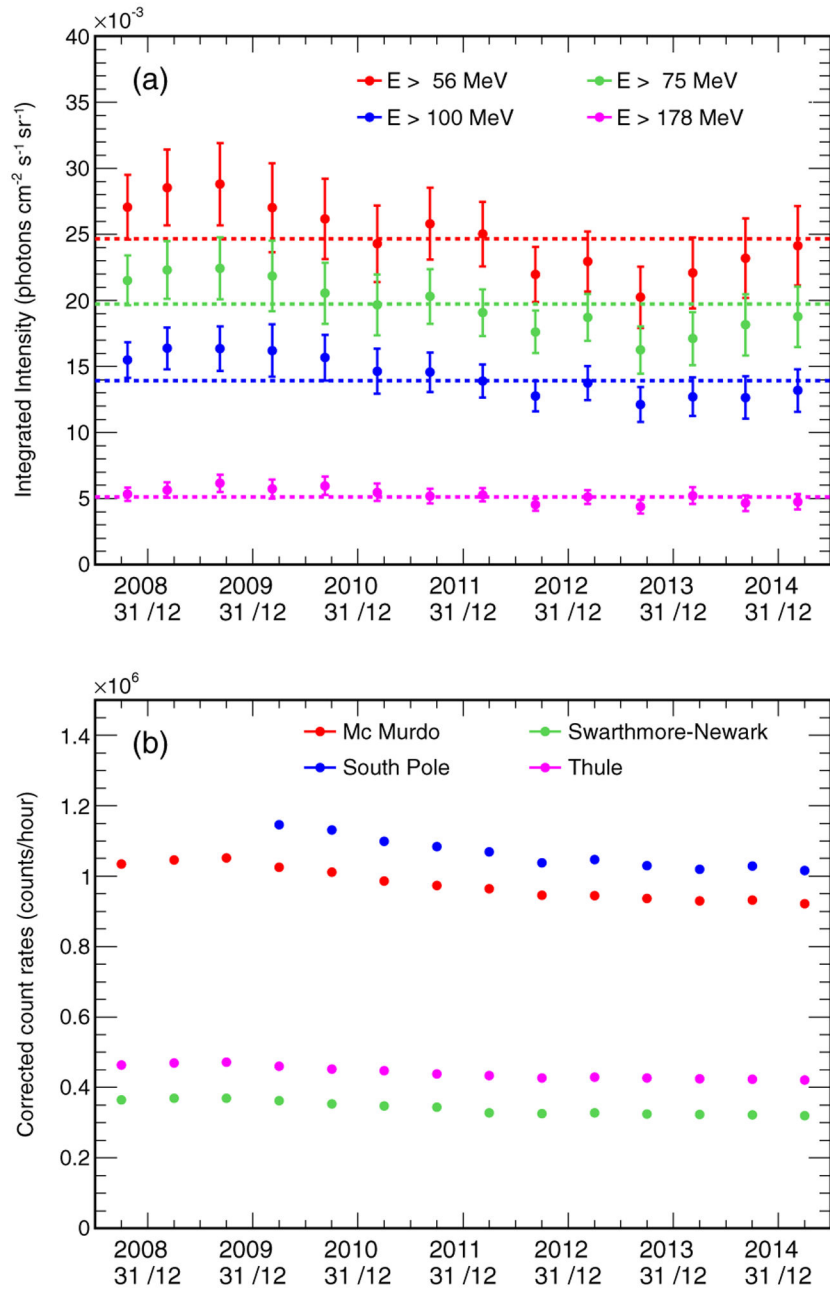 ×10⁻³
40
(a)
E > 56 MeV
E > 75 MeV
E > 100 MeV
E > 178 MeV
35
30
25
20
15
10
5
0
Integrated Intensity (photons cm⁻² s⁻¹ sr⁻¹)
2008 2009 2010 2011 2012 2013 2014
31 /12 31 /12 31 /12 31 /12 31 /12 31 /12 31 /12
×10⁶
(b)
Mc Murdo
Swarthmore-Newark
South Pole
Thule
1.4
1.2
1
0.8
0.6
0.4
0.2
0
Corrected count rates (counts/hour)
2008 2009 2010 2011 2012 2013 2014
31 /12 31 /12 31 /12 31 /12 31 /12 31 /12 31 /12